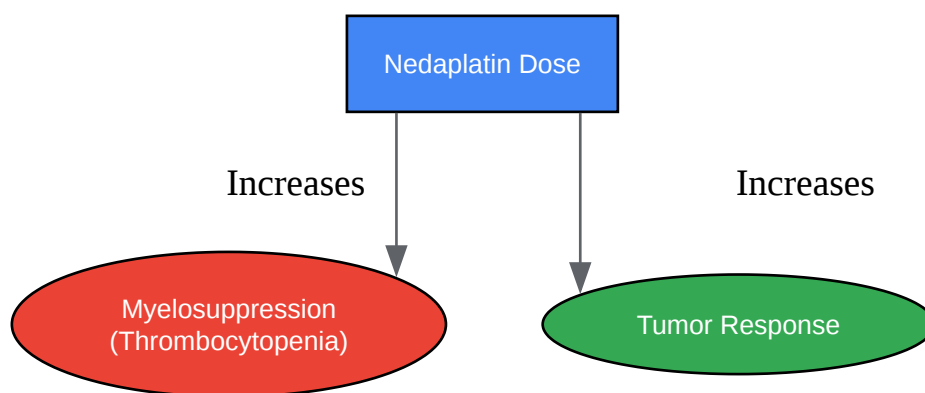 Nedaplatin Dose
Increases
Increases
Myelosuppression
(Thrombocytopenia)
Tumor Response